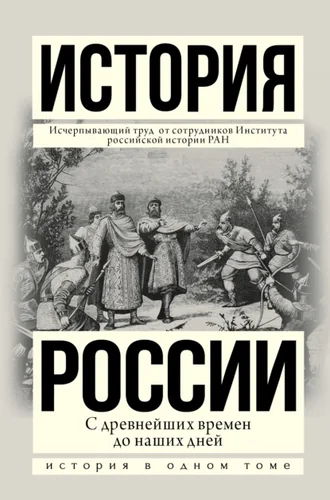 ИСТОРИЯ
Исчерпывающий труд от сотрудников Института
российской истории РАН
РОССИИ
С древнейших времен
до наших дней
история в одном томе